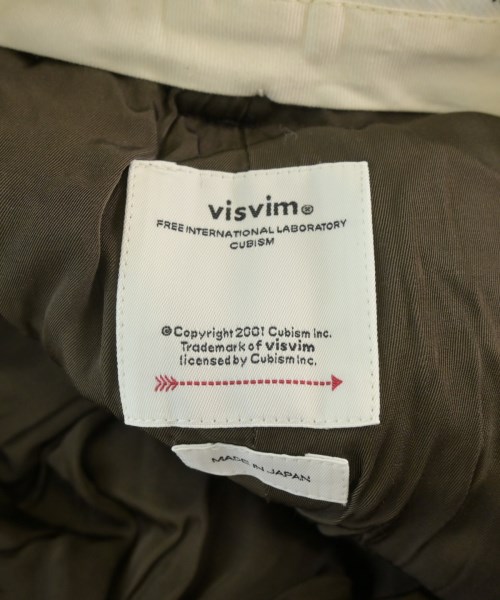 visvim®
FREE INTERNATIONAL LABORATORY
CUBISM
©Copyright 2001 Cubism Inc.
Trademark of visvim
licensed by Cubism Inc.
MADE IN JAPAN